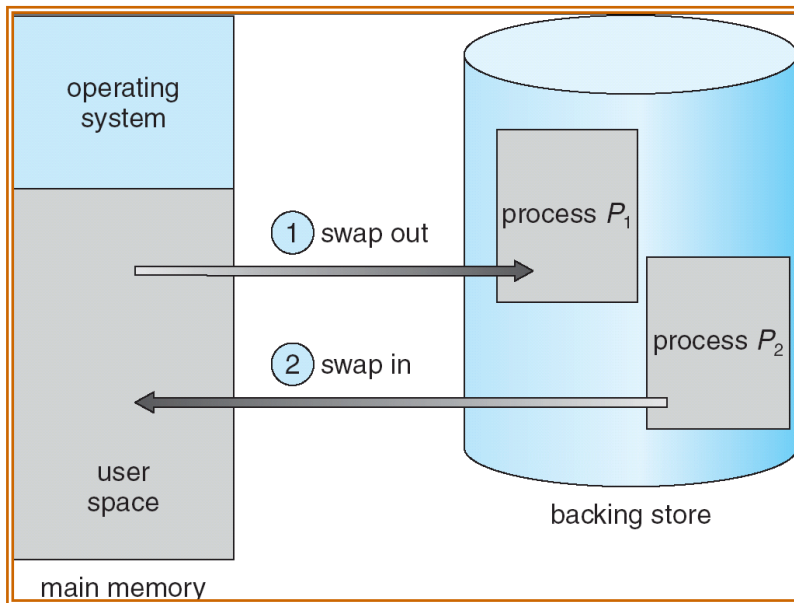 operating
system
1 swap out
process P1
process P2
2 swap in
user
space
backing store
main memory